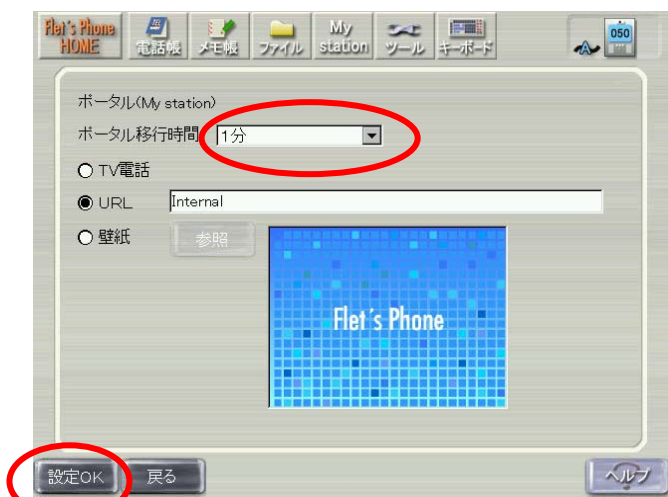 Flet's Phone HOME
電話帳
メモ帳
ファイル
My station
ツール
キーボード
050
ポータル(My station)
ポータル移行時間
1分
TV電話
URL
Internal
壁紙
参照
Flet's Phone
設定OK
戻る
ヘルプ